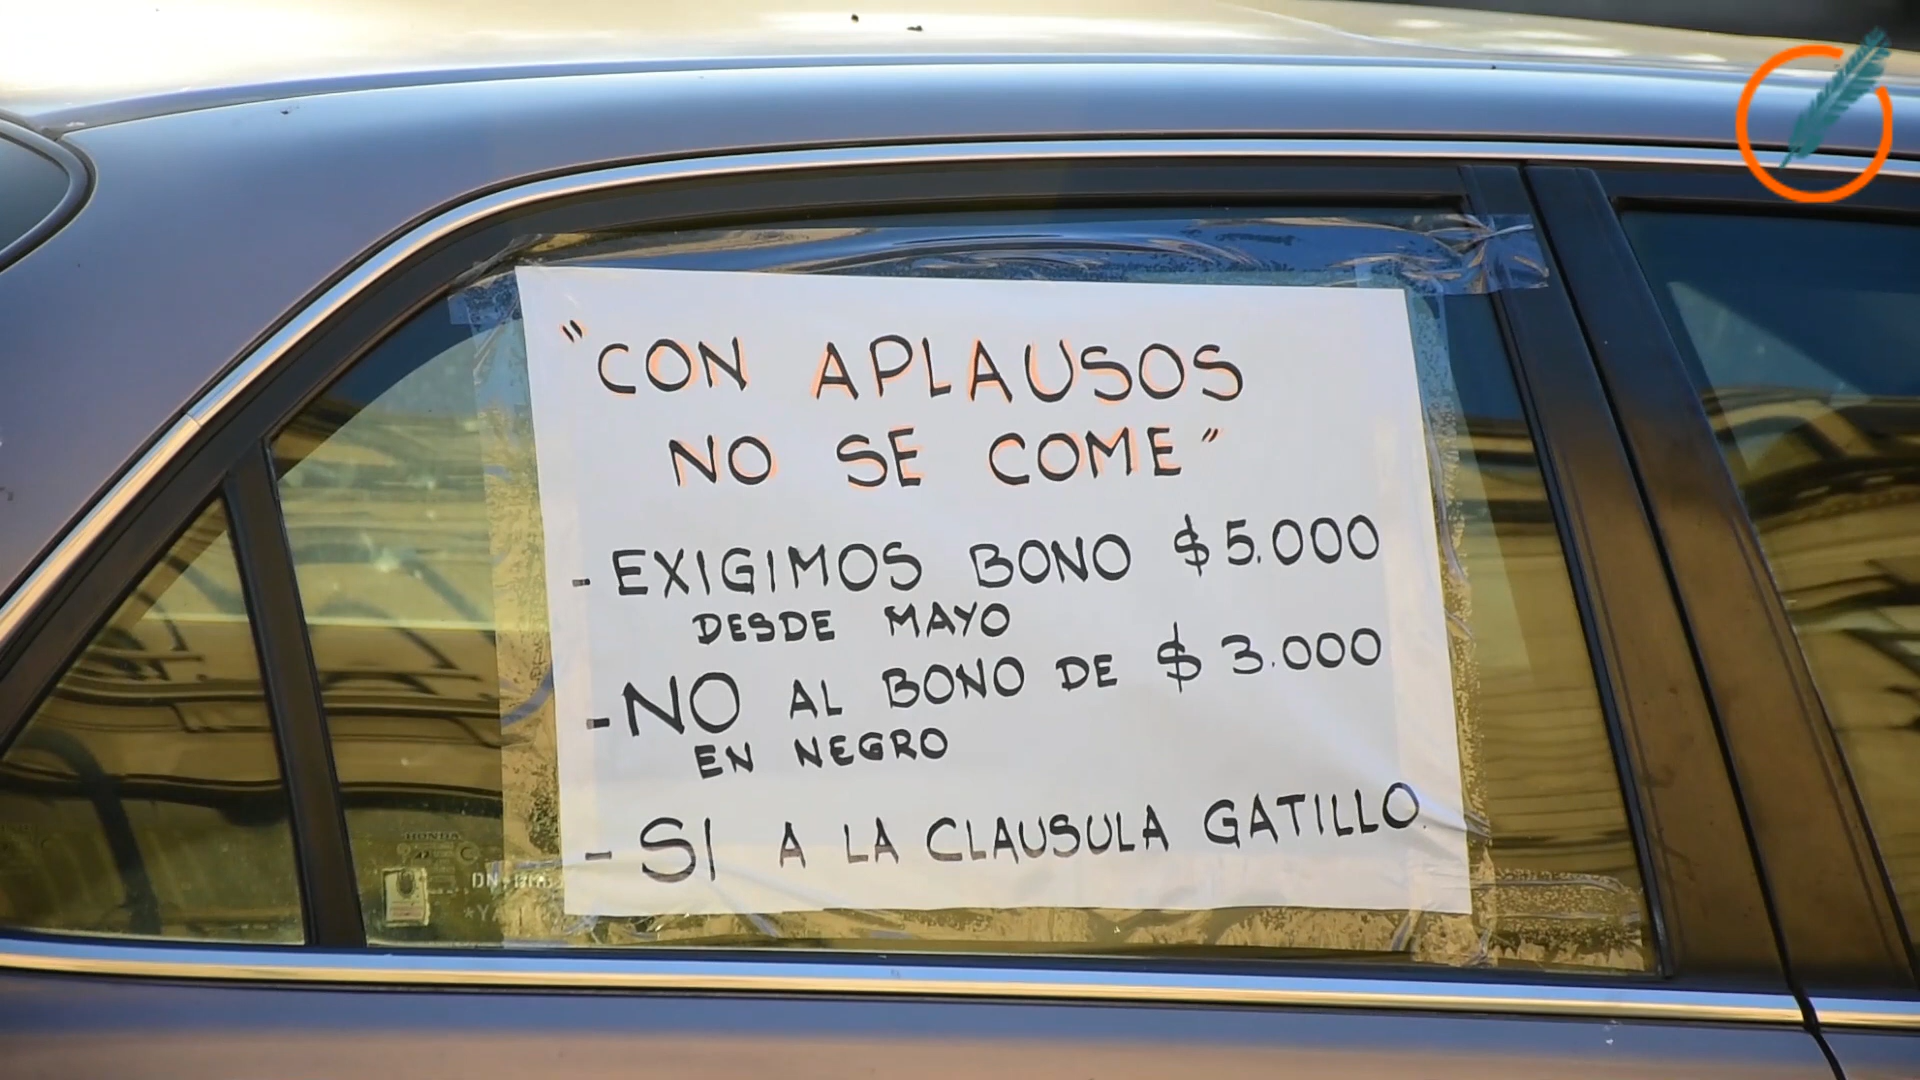 "CON APLAUSOS
NO SE COME"
- EXIGIMOS BONO $ 5.000
DESDE MAYO
- NO AL BONO DE $ 3.000
EN NEGRO
- SI A LA CLAUSULA GATILLO
HONDA